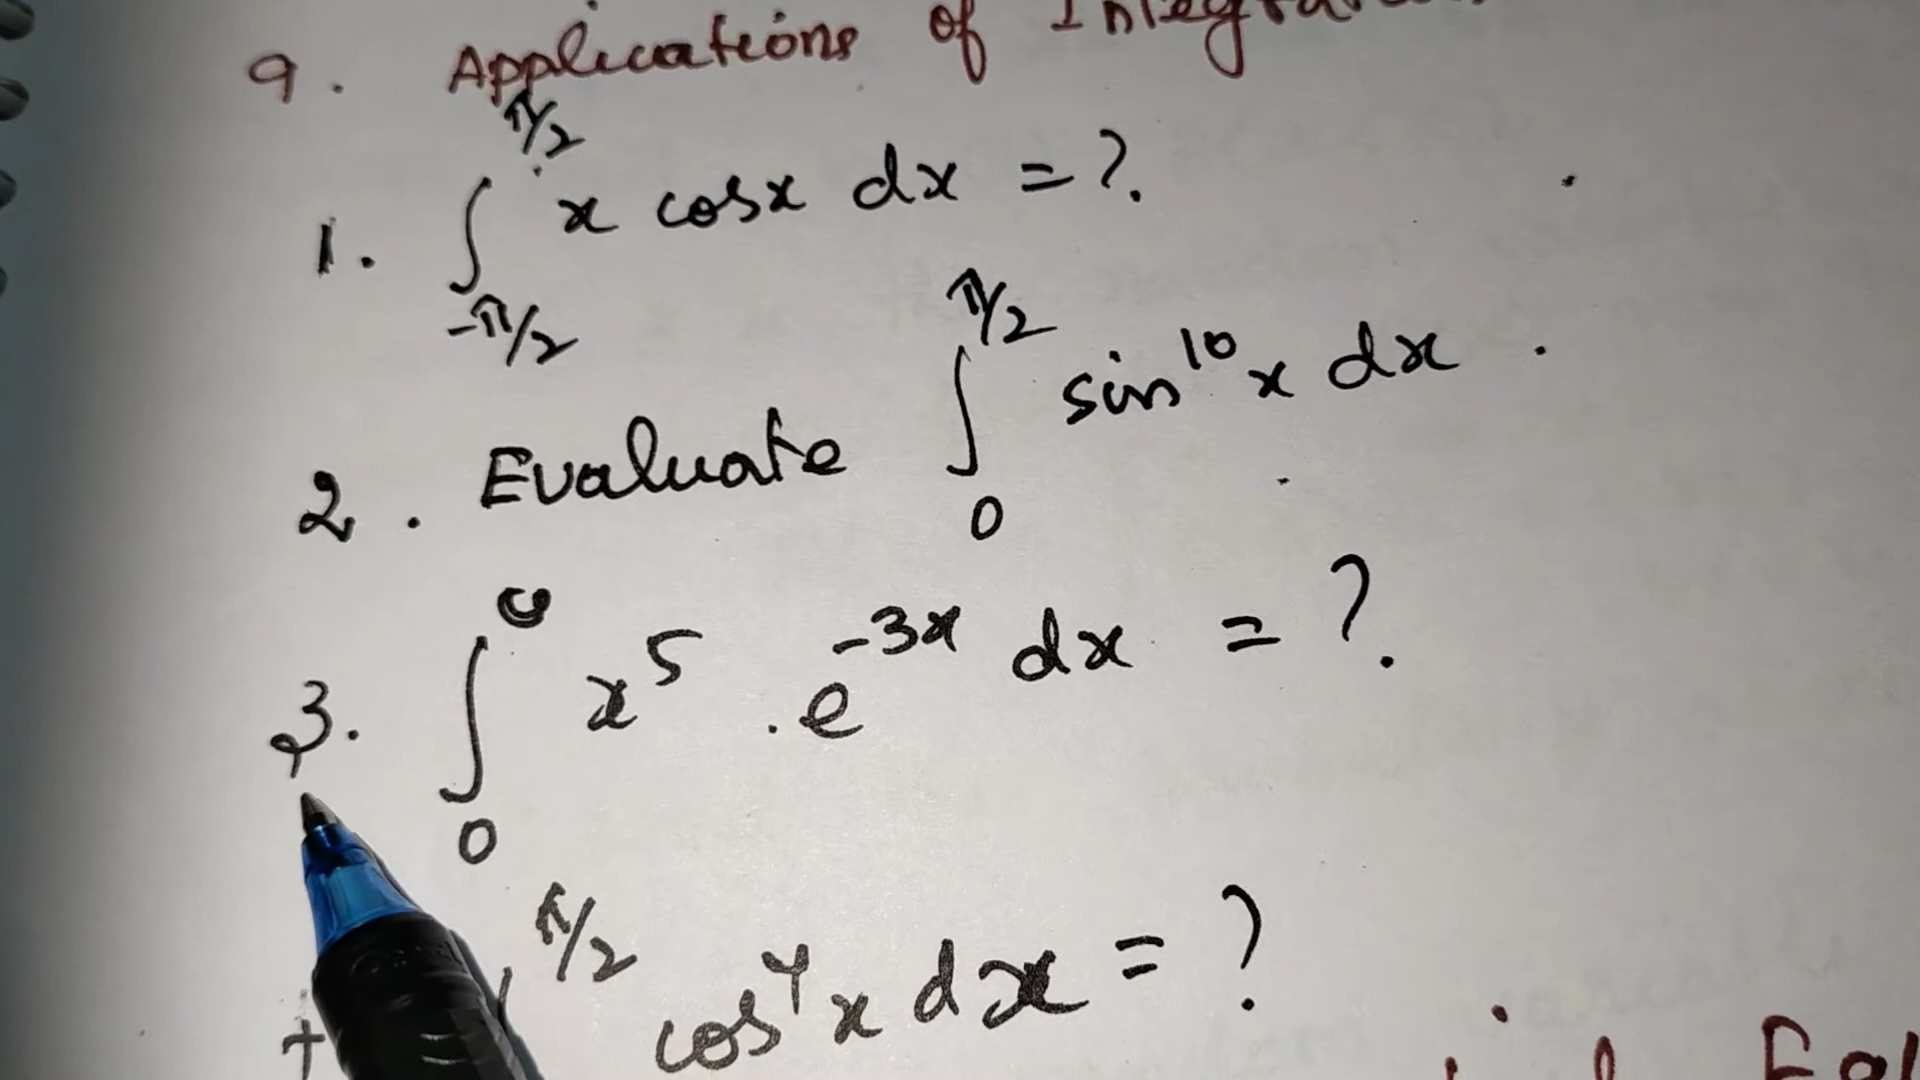 9. Applications of
1. ∫_{-π/2}^{π/2} x cosx dx = ?.
2. Evaluate ∫_0^{π/2} sin^{10} x dx.
3. ∫_0 x^5 . e^{-3x} dx = ?
π/2 cos^4 x dx = ?